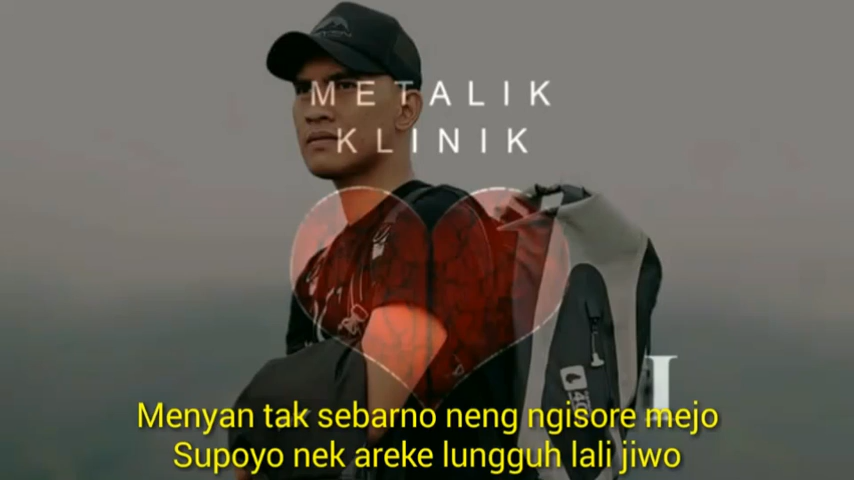 METALIK
KLINIK
I
Menyan tak sebarno neng ngisore mejo
Supoyo nek areke lungguh lali jiwo